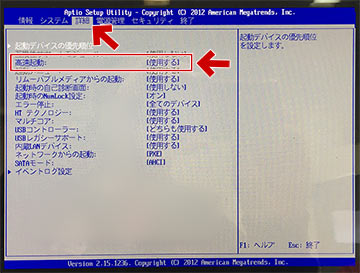 Aptio Setup Utility - Copyright (C) 2012 American Megatrends, Inc.
情報 システム 詳細 電源管理 セキュリティ 終了
起動デバイスの優先順位
高速起動: [使用する]
リムーバブルメディアからの起動: [使用する]
起動時の自己診断画面: [使用しない]
起動時のNumLock設定: [オン]
エラー停止: [全てのデバイス]
HT テクノロジー: [使用する]
マルチコア: [使用する]
USBコントローラー: [どちらも使用する]
USBレガシーサポート: [使用する]
内蔵LANデバイス: [使用する]
ネットワークからの起動: [PXE]
SATAモード: [AHCI]
イベントログ設定
起動デバイスの優先順位
を設定します。
F1: ヘルプ Esc: 終了
Version 2.15.1236. Copyright (C) 2012 American Megatrends, Inc.